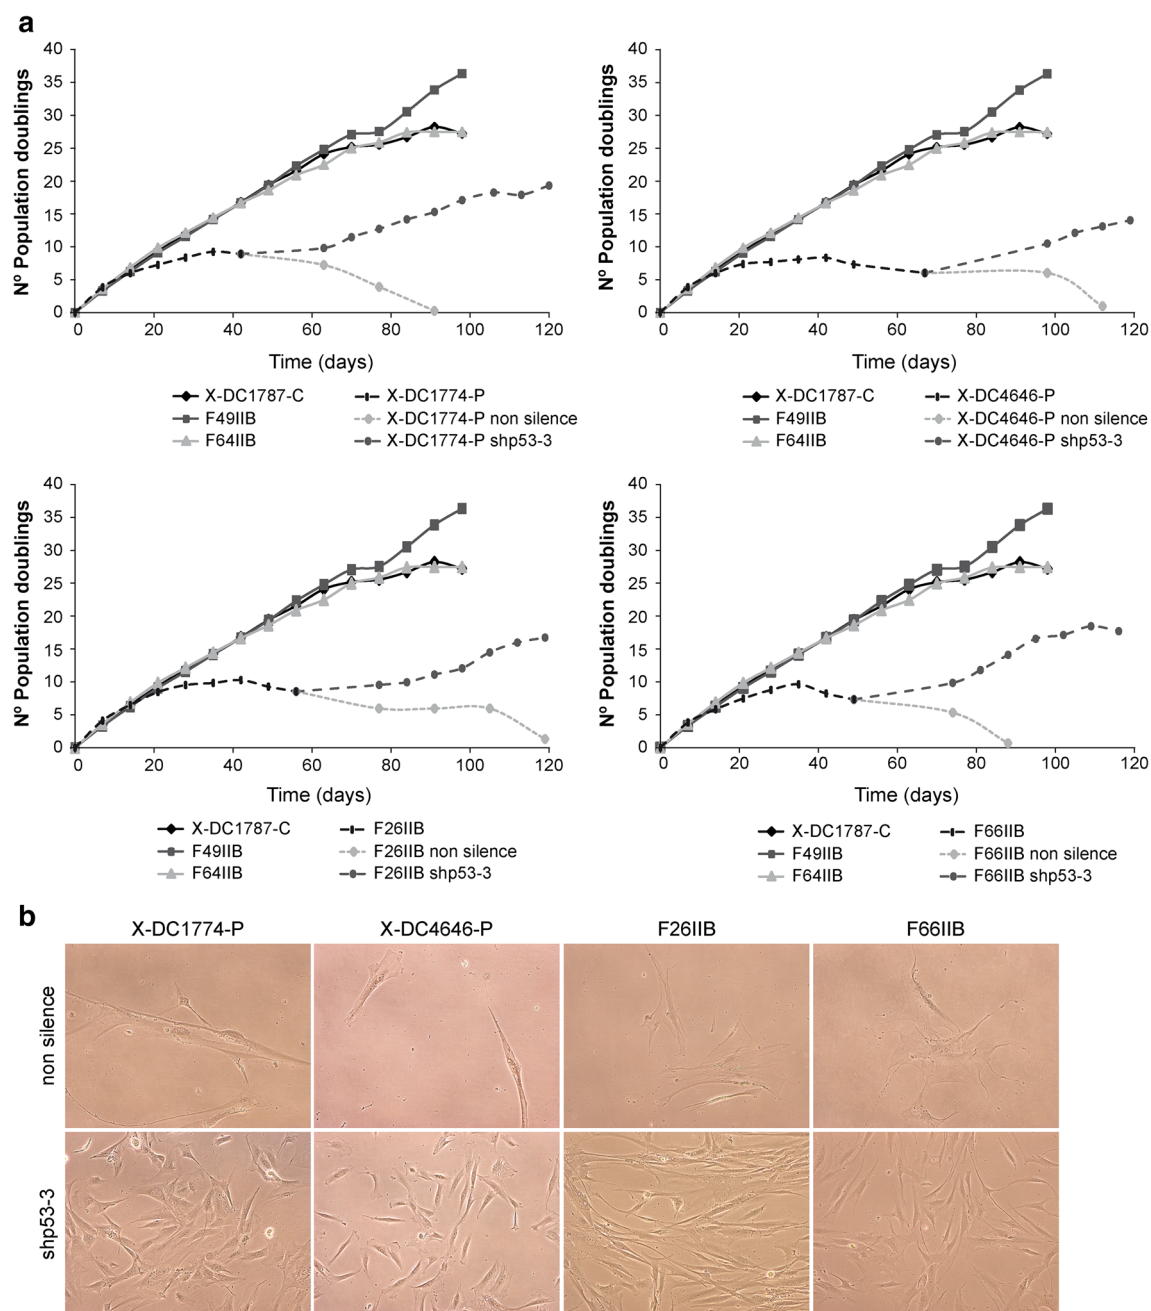 a
Nº Population doublings
40
35
30
25
20
15
10
5
0
0 20 40 60 80 100 120
Time (days)
X-DC1787-C
F49IIB
F64IIB
X-DC1774-P
X-DC1774-P non silence
X-DC1774-P shp53-3
Nº Population doublings
40
35
30
25
20
15
10
5
0
0 20 40 60 80 100 120
Time (days)
X-DC1787-C
F49IIB
F64IIB
X-DC4646-P
X-DC4646-P non silence
X-DC4646-P shp53-3
Nº Population doublings
40
35
30
25
20
15
10
5
0
0 20 40 60 80 100 120
Time (days)
X-DC1787-C
F49IIB
F64IIB
F26IIB
F26IIB non silence
F26IIB shp53-3
Nº Population doublings
40
35
30
25
20
15
10
5
0
0 20 40 60 80 100 120
Time (days)
X-DC1787-C
F49IIB
F64IIB
F66IIB
F66IIB non silence
F66IIB shp53-3
b
X-DC1774-P X-DC4646-P F26IIB F66IIB
non silence
shp53-3